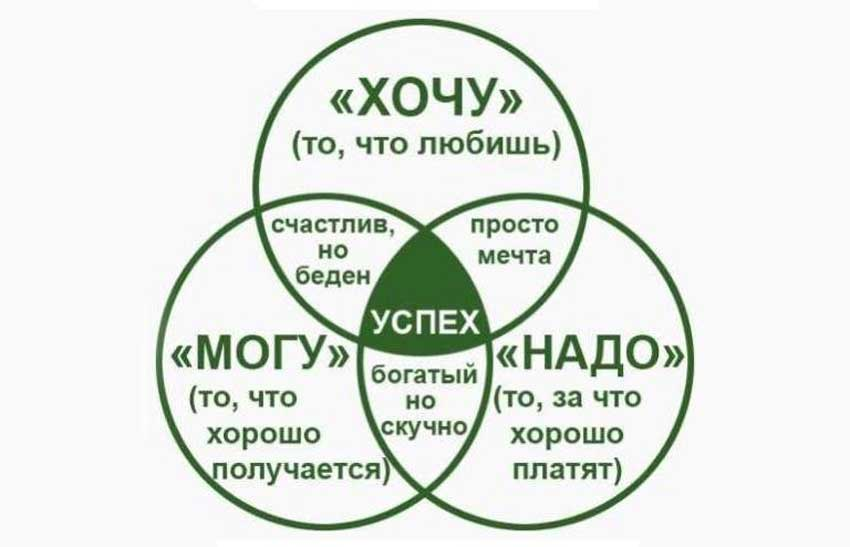 «ХОЧУ»
(то, что любишь)
счастлив,
но
беден
просто
мечта
УСПЕХ
«МОГУ»
(то, что
хорошо
получается)
богатый
но
скучно
«НАДО»
(то, за что
хорошо
платят)